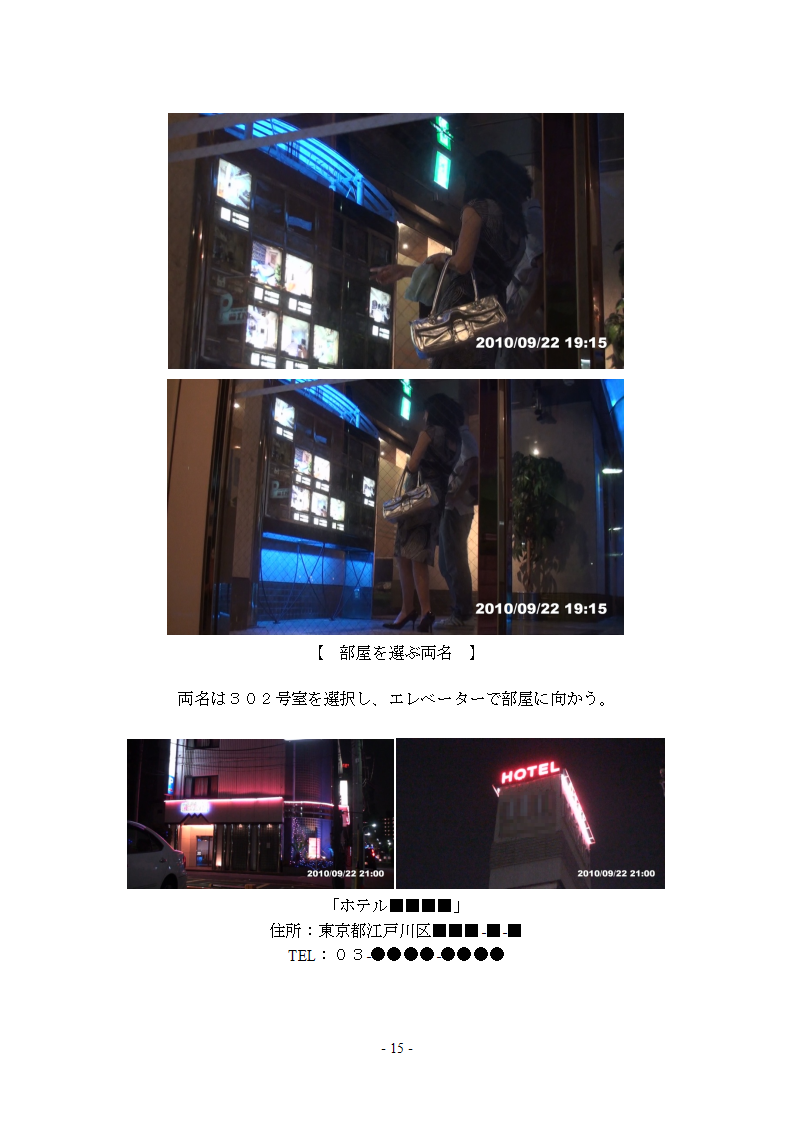 2010/09/22 19:15
2010/09/22 19:15
【　部屋を選ぶ両名　】
両名は３０２号室を選択し、エレベーターで部屋に向かう。
HOTEL
2010/09/22 21:00
2010/09/22 21:00
「ホテル■■■■」
住所：東京都江戸川区■■■-■-■
TEL：０３-●●●●-●●●●
- 15 -